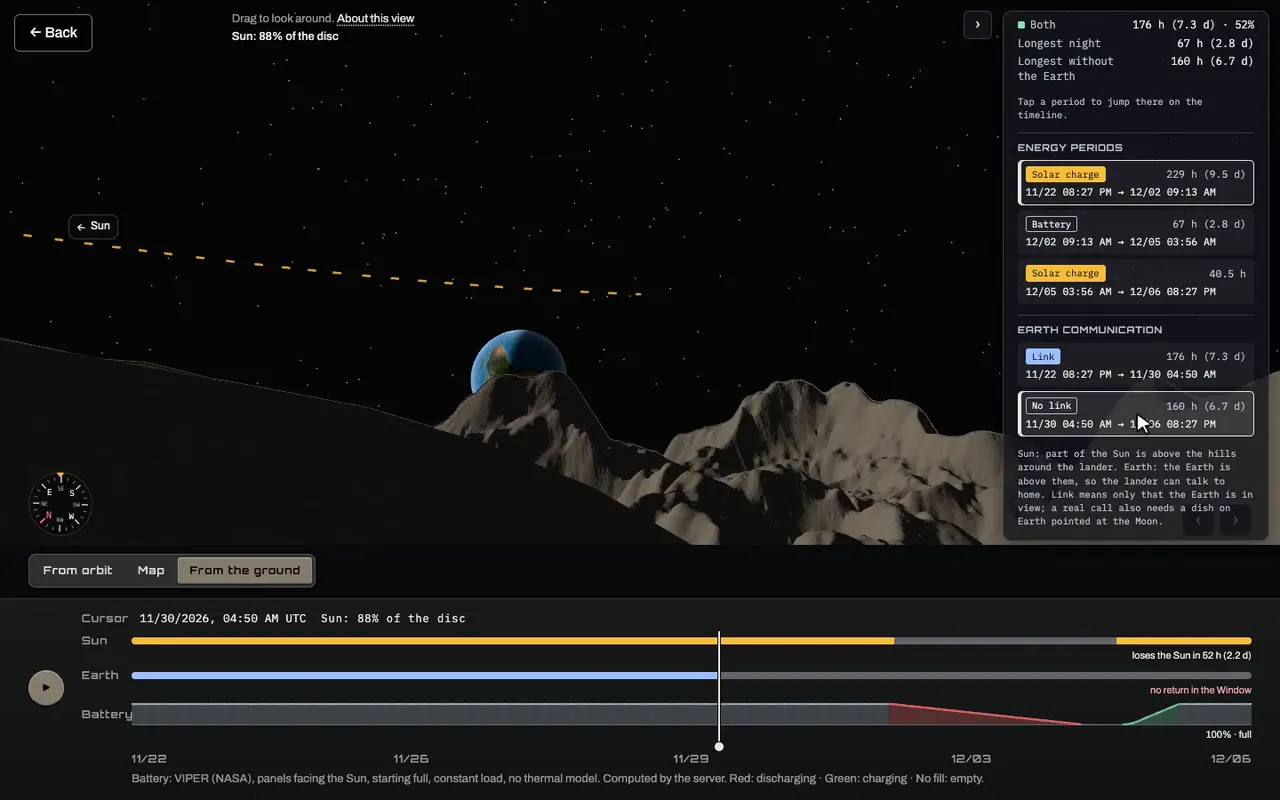 ← Back
Drag to look around. About this view
Sun: 88% of the disc
›
Both 176 h (7.3 d) · 52%
Longest night 67 h (2.8 d)
Longest without 160 h (6.7 d)
the Earth
Tap a period to jump there on the
timeline.
ENERGY PERIODS
Solar charge 229 h (9.5 d)
11/22 08:27 PM → 12/02 09:13 AM
Battery 67 h (2.8 d)
12/02 09:13 AM → 12/05 03:56 AM
Solar charge 40.5 h
12/05 03:56 AM → 12/06 08:27 PM
EARTH COMMUNICATION
Link 176 h (7.3 d)
11/22 08:27 PM → 11/30 04:50 AM
No link 160 h (6.7 d)
11/30 04:50 AM → 06 08:27 PM
Sun: part of the Sun is above the hills
around the lander. Earth: the Earth is
above them, so the lander can talk to
home. Link means only that the Earth is in
view; a real call also needs a dish on
Earth pointed at the Moon.
← Sun
E SE S
NE SW
N NW W
From orbit Map From the ground
Cursor 11/30/2026, 04:50 AM UTC Sun: 88% of the disc
Sun
loses the Sun in 52 h (2.2 d)
Earth
no return in the Window
Battery
100% · full
11/22 11/26 11/29 12/03 12/06
Battery: VIPER (NASA), panels facing the Sun, starting full, constant load, no thermal model. Computed by the server. Red: discharging · Green: charging · No fill: empty.